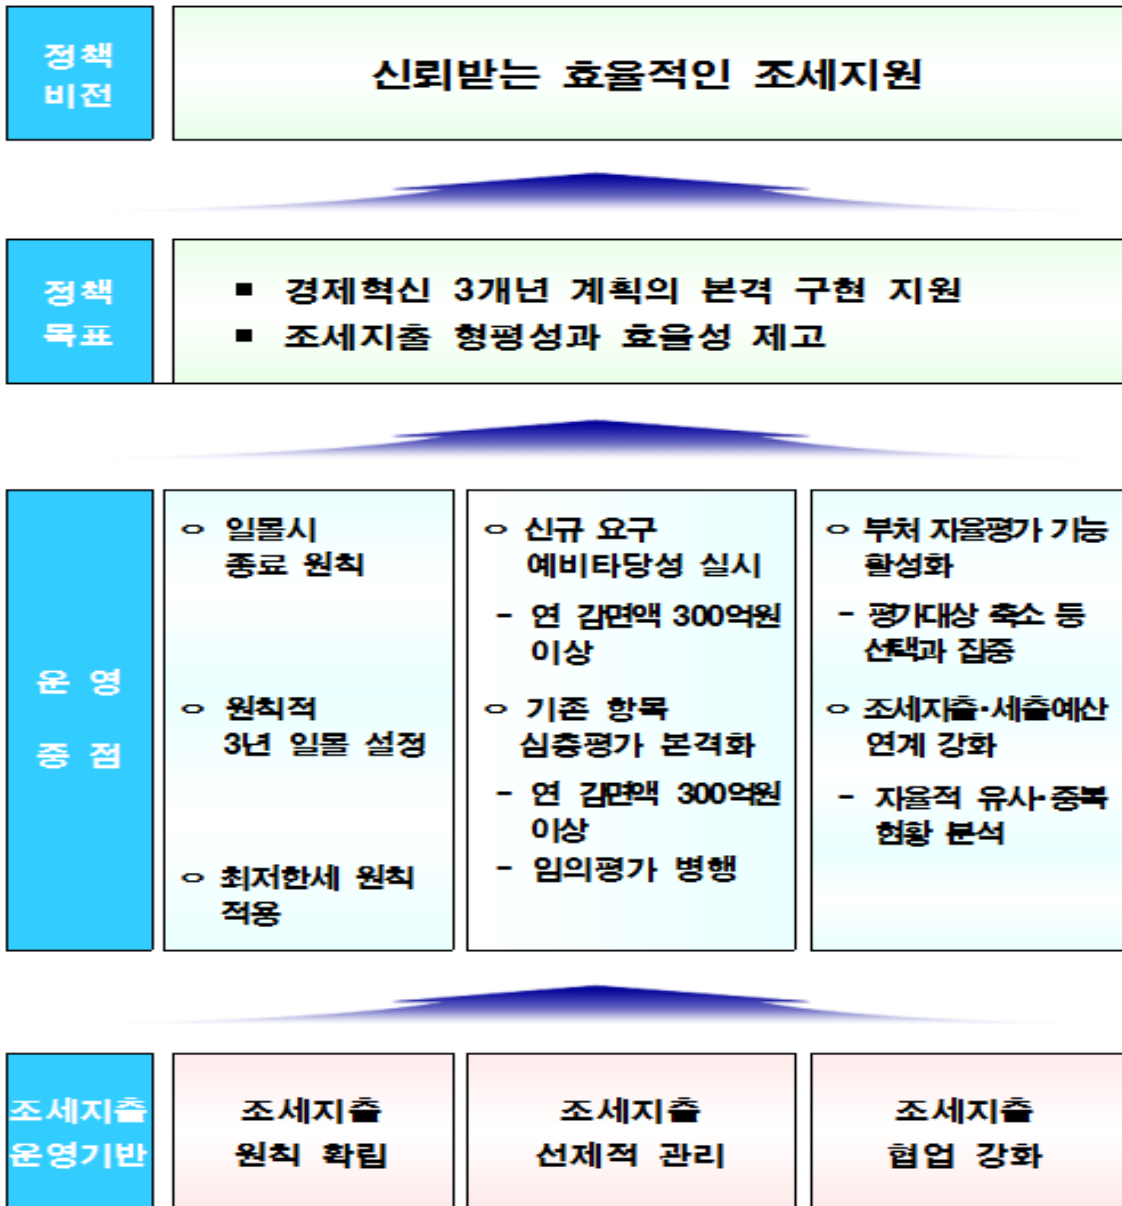 정책
비전
신뢰받는 효율적인 조세지원
정책
목표
▪ 경제혁신 3개년 계획의 본격 구현 지원
▪ 조세지출 형평성과 효율성 제고
운 영
중 점
ㅇ 일몰시
종료 원칙
ㅇ 원칙적
3년 일몰 설정
ㅇ 최저한세 원칙
적용
ㅇ 신규 요구
예비타당성 실시
- 연 감면액 300억원
이상
ㅇ 기존 항목
심층평가 본격화
- 연 감면액 300억원
이상
- 임의평가 병행
ㅇ 부처 자율평가 기능
활성화
- 평가대상 축소 등
선택과 집중
ㅇ 조세지출·세출예산
연계 강화
- 자율적 유사·중복
현황 분석
조세지출
운영기반
조세지출
원칙 확립
조세지출
선제적 관리
조세지출
협업 강화